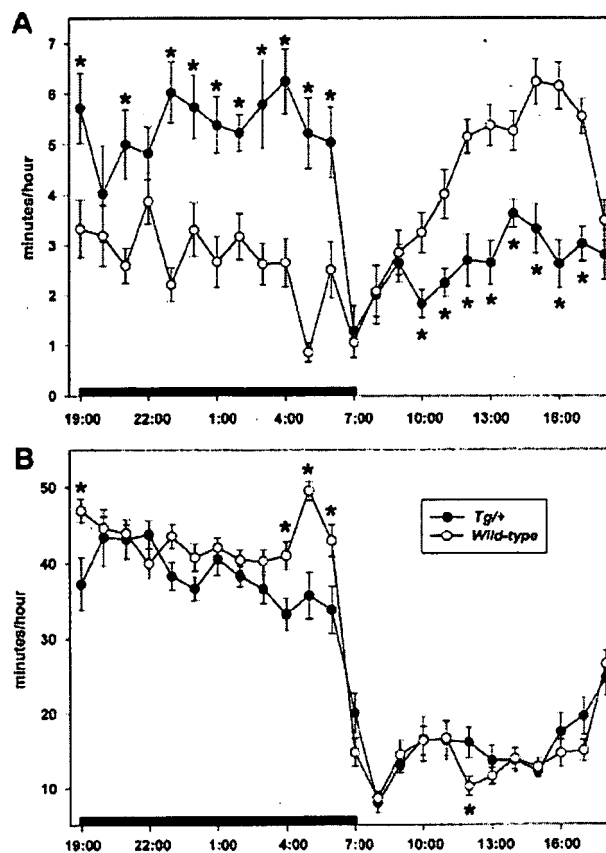 A
minutes/hour
7
6
5
4
3
2
1
0
* * * * * * * * * *
* * * * * * * *
19:00 22:00 1:00 4:00 7:00 10:00 13:00 16:00
B
minutes/hour
50
40
30
20
10
* * * *
*
Tg/+
Wild-type
19:00 22:00 1:00 4:00 7:00 10:00 13:00 16:00